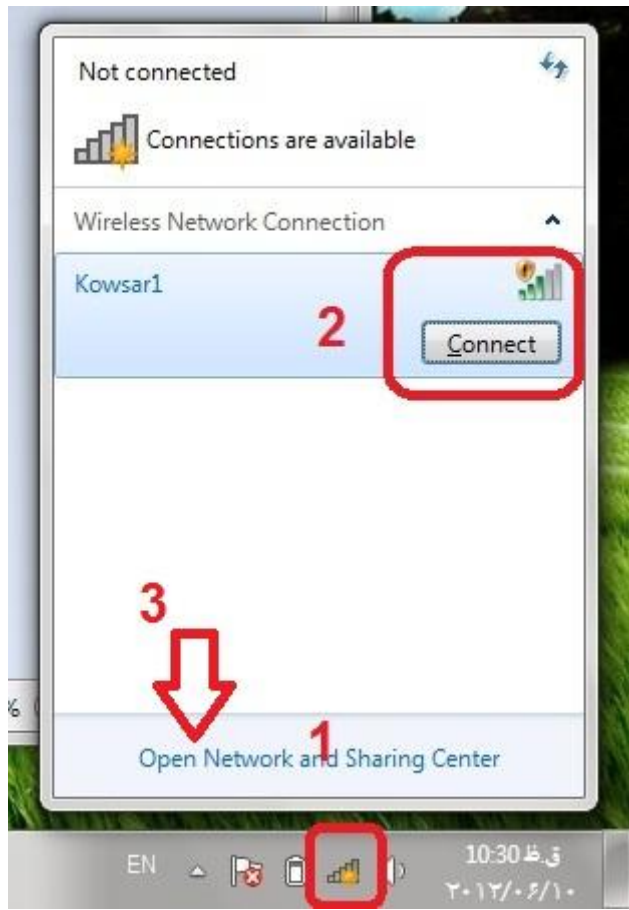 Not connected
Connections are available
Wireless Network Connection
Kowsar1
2
Connect
3
1
Open Network and Sharing Center
%
EN
10:30 ق.ظ
۲۰۱۲/۰۶/۱۰